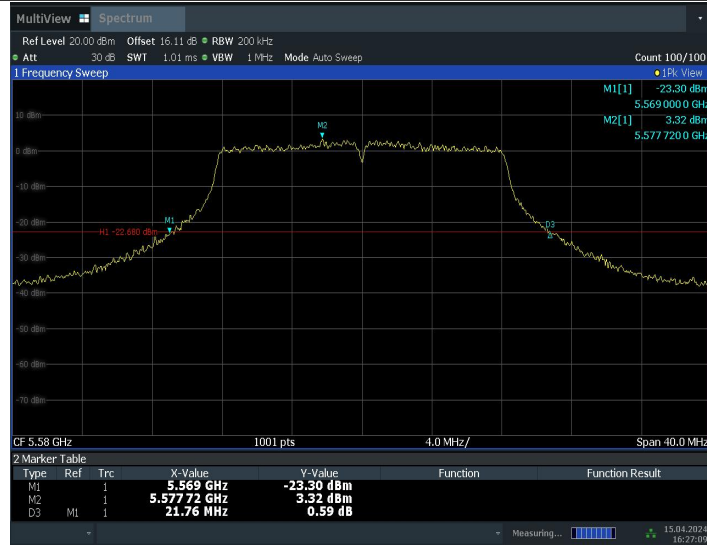 MultiView Spectrum
Ref Level 20.00 dBm Offset 16.11 dB RBW 200 kHz
Att 30 dB SWT 1.01 ms VBW 1 MHz Mode Auto Sweep Count 100/100
1 Frequency Sweep 1Pk View
M1[1] -23.30 dBm
5.5690000 GHz
M2[1] 3.32 dBm
5.5777200 GHz
10 dBm
M2
0 dBm
-10 dBm
-20 dBm
M1
D3
H1 -22.680 dBm
-30 dBm
-40 dBm
-50 dBm
-60 dBm
-70 dBm
CF 5.58 GHz 1001 pts 4.0 MHz/ Span 40.0 MHz
2 Marker Table
Type Ref Trc X-Value Y-Value Function Function Result
M1 1 5.569 GHz -23.30 dBm
M2 1 5.577 72 GHz 3.32 dBm
D3 M1 1 21.76 MHz 0.59 dB
Measuring... 15.04.2024
16:27:09